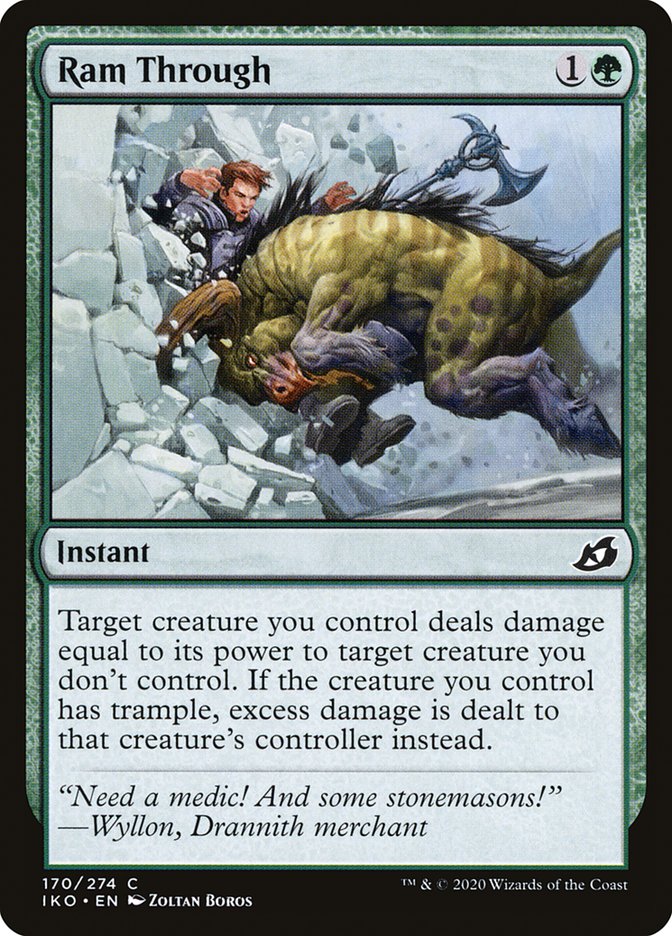 Ram Through 1
Instant
Target creature you control deals damage
equal to its power to target creature you
don't control. If the creature you control
has trample, excess damage is dealt to
that creature's controller instead.
"Need a medic! And some stonemasons!"
—Wyllon, Drannith merchant
170/274 C
IKO • EN Zoltan Boros
™ & © 2020 Wizards of the Coast